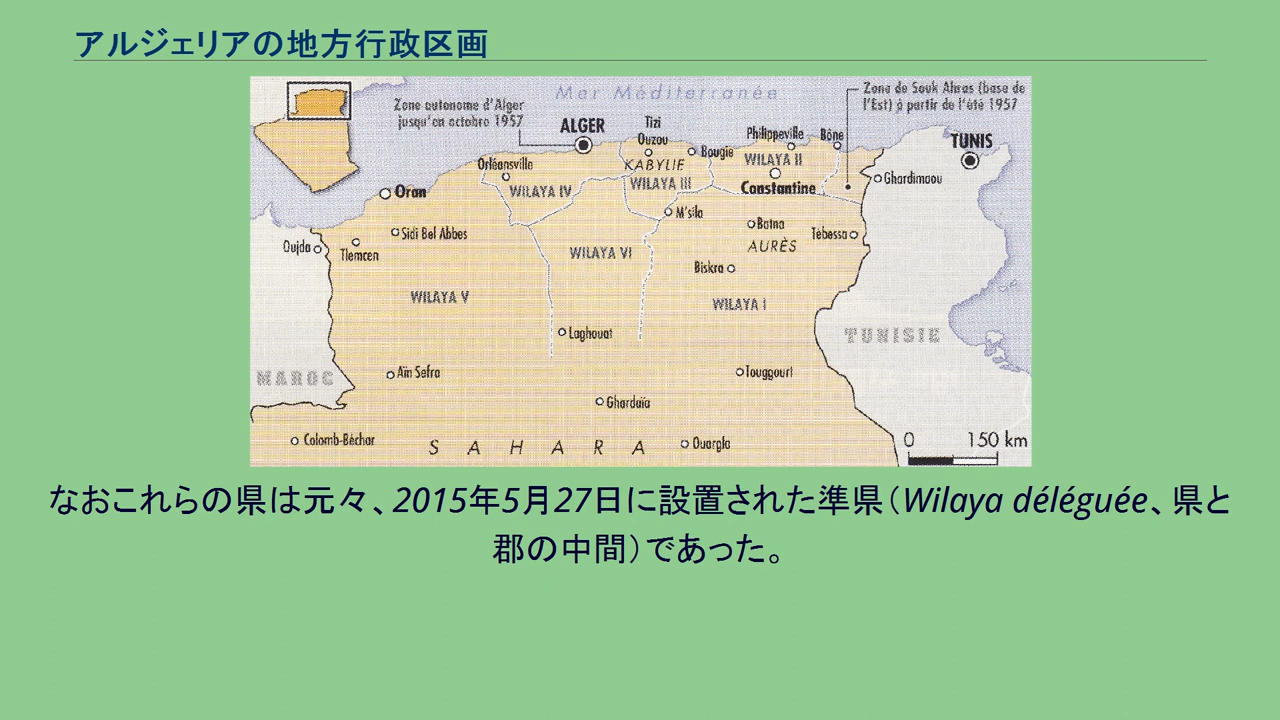 アルジェリアの地方行政区画
Mer Méditerranée
Zone autonome d'Alger
jusqu'en octobre 1957
Zone de Souk Ahras (base de
l'Est) à partir de l'été 1957
ALGER
Tizi
Ouzou
Bougie
Philippeville
Bône
TUNIS
Orléansville
KABYLIE
WILAYA II
WILAYA IV
WILAYA III
Constantine
Ghardimaou
Oran
M'sila
Batna
Sidi Bel Abbes
Tébessa
Oujda
Tlemcen
AURÈS
WILAYA VI
Biskra
WILAYA V
WILAYA I
Laghouat
TUNISIE
MAROC
Aïn Sefra
Touggourt
Ghardaïa
Colomb-Béchar
SAHARA
Ouargla
0 150 km
なおこれらの県は元々、2015年5月27日に設置された準県（Wilaya déléguée、県と
郡の中間）であった。